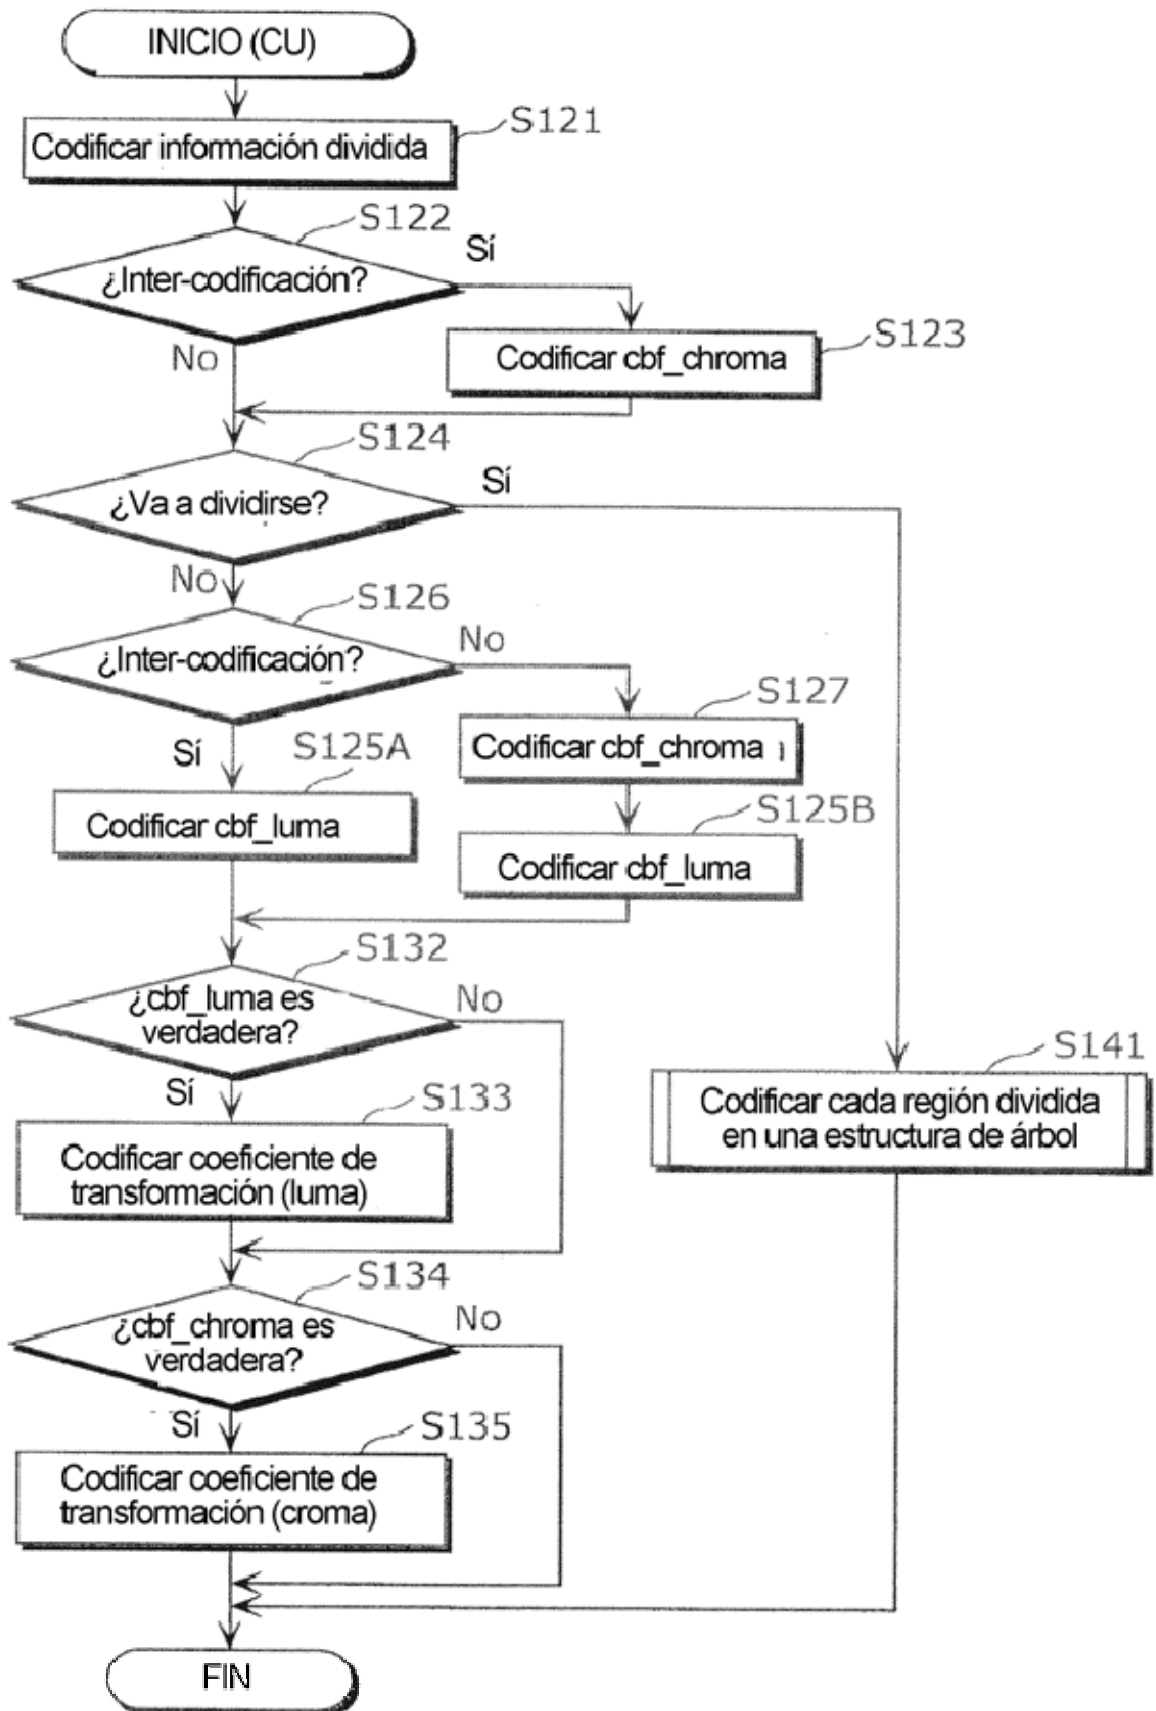 INICIO (CU)
S121
Codificar información dividida
S122
Sí
¿Inter-codificación?
No
S123
Codificar cbf_chroma
S124
Sí
¿Va a dividirse?
No
S126
No
¿Inter-codificación?
Sí
S127
Codificar cbf_chroma
S125A
Codificar cbf_luma
S125B
Codificar cbf_luma
S132
¿cbf_luma es
verdadera?
No
Sí
S141
Codificar cada región dividida
en una estructura de árbol
S133
Codificar coeficiente de
transformación (luma)
S134
¿cbf_chroma es
verdadera?
No
Sí
S135
Codificar coeficiente de
transformación (croma)
FIN